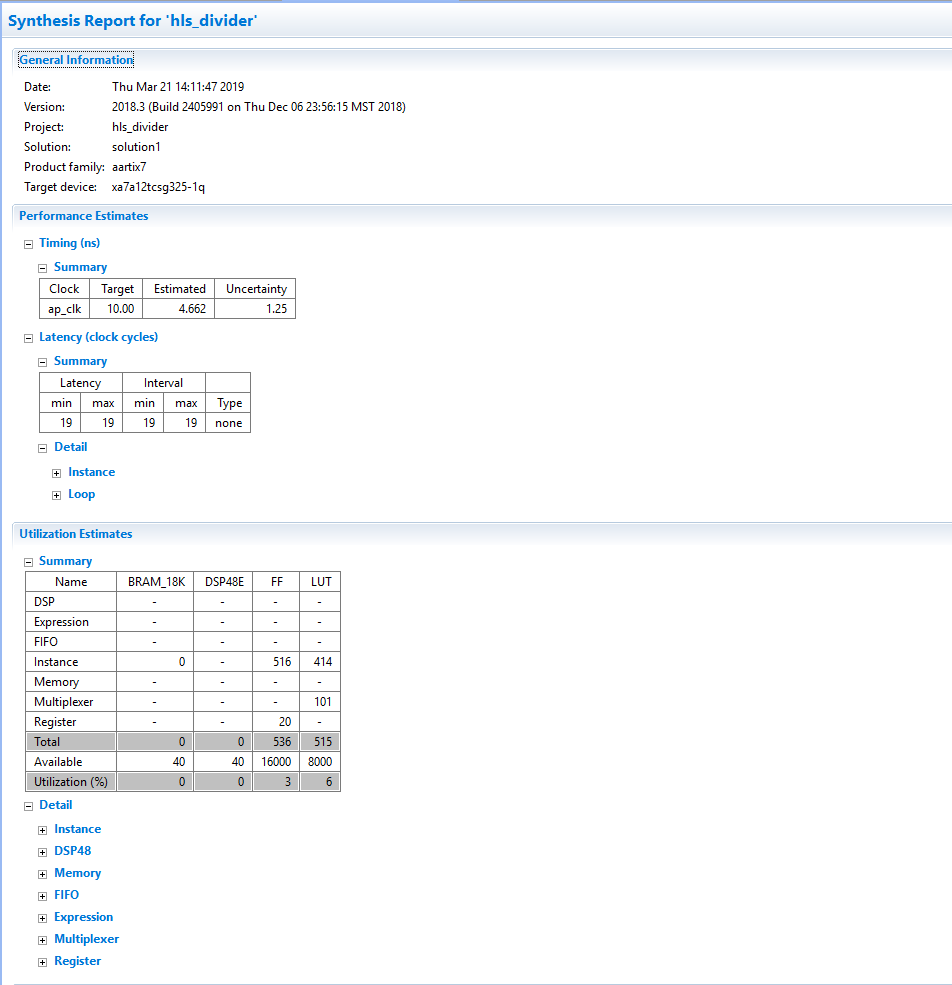 Synthesis Report for 'hls_divider'
General Information
Date: Thu Mar 21 14:11:47 2019
Version: 2018.3 (Build 2405991 on Thu Dec 06 23:56:15 MST 2018)
Project: hls_divider
Solution: solution1
Product family: aartix7
Target device: xa7a12tcsg325-1q
Performance Estimates
Timing (ns)
Summary
Clock Target Estimated Uncertainty
ap_clk 10.00 4.662 1.25
Latency (clock cycles)
Summary
Latency Interval
min max min max Type
19 19 19 19 none
Detail
Instance
Loop
Utilization Estimates
Summary
Name BRAM_18K DSP48E FF LUT
DSP - - - -
Expression - - - -
FIFO - - - -
Instance 0 - 516 414
Memory - - - -
Multiplexer - - - 101
Register - - 20 -
Total 0 0 536 515
Available 40 40 16000 8000
Utilization (%) 0 0 3 6
Detail
Instance
DSP48
Memory
FIFO
Expression
Multiplexer
Register